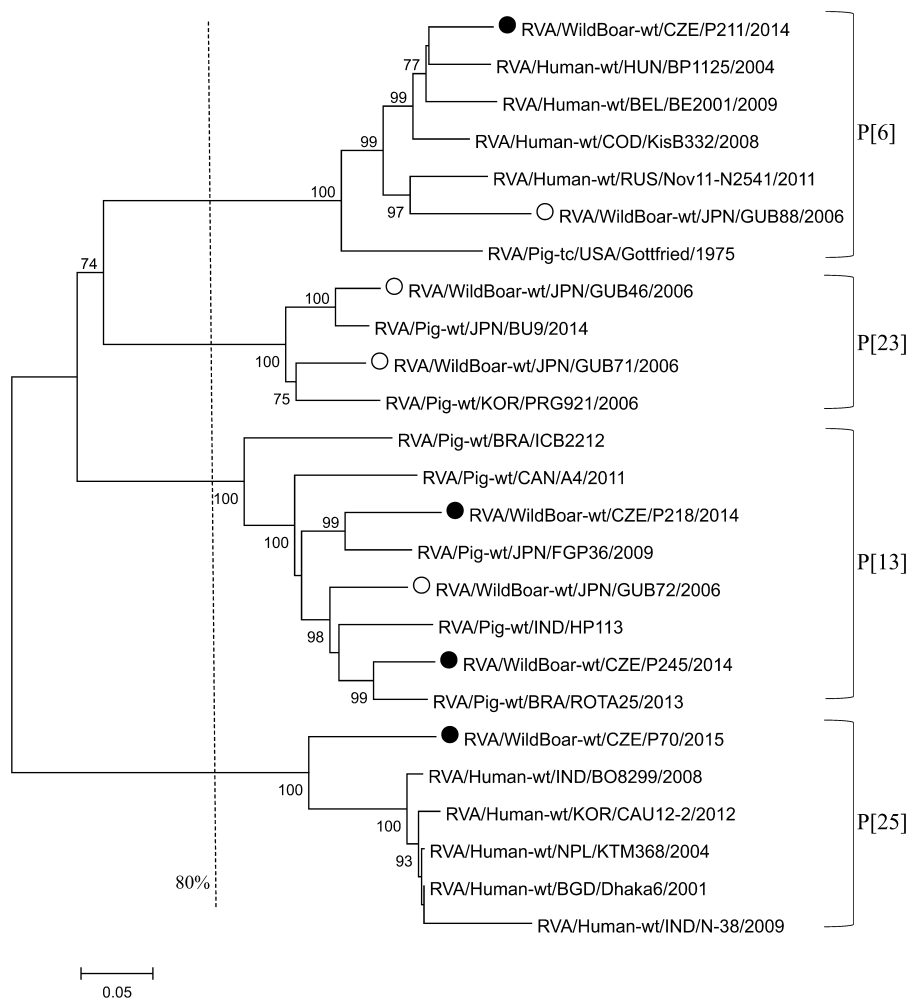 RVA/WildBoar-wt/CZE/P211/2014
77
RVA/Human-wt/HUN/BP1125/2004
99
RVA/Human-wt/BEL/BE2001/2009
P[6]
99
RVA/Human-wt/COD/KisB332/2008
RVA/Human-wt/RUS/Nov11-N2541/2011
100
97
RVA/WildBoar-wt/JPN/GUB88/2006
RVA/Pig-tc/USA/Gottfried/1975
74
RVA/WildBoar-wt/JPN/GUB46/2006
100
RVA/Pig-wt/JPN/BU9/2014
P[23]
100
RVA/WildBoar-wt/JPN/GUB71/2006
75
RVA/Pig-wt/KOR/PRG921/2006
RVA/Pig-wt/BRA/ICB2212
RVA/Pig-wt/CAN/A4/2011
100
RVA/WildBoar-wt/CZE/P218/2014
99
100
RVA/Pig-wt/JPN/FGP36/2009
P[13]
RVA/WildBoar-wt/JPN/GUB72/2006
98
RVA/Pig-wt/IND/HP113
RVA/WildBoar-wt/CZE/P245/2014
99
RVA/Pig-wt/BRA/ROTA25/2013
RVA/WildBoar-wt/CZE/P70/2015
100
RVA/Human-wt/IND/BO8299/2008
RVA/Human-wt/KOR/CAU12-2/2012
P[25]
100
93
RVA/Human-wt/NPL/KTM368/2004
80%
RVA/Human-wt/BGD/Dhaka6/2001
RVA/Human-wt/IND/N-38/2009
0.05